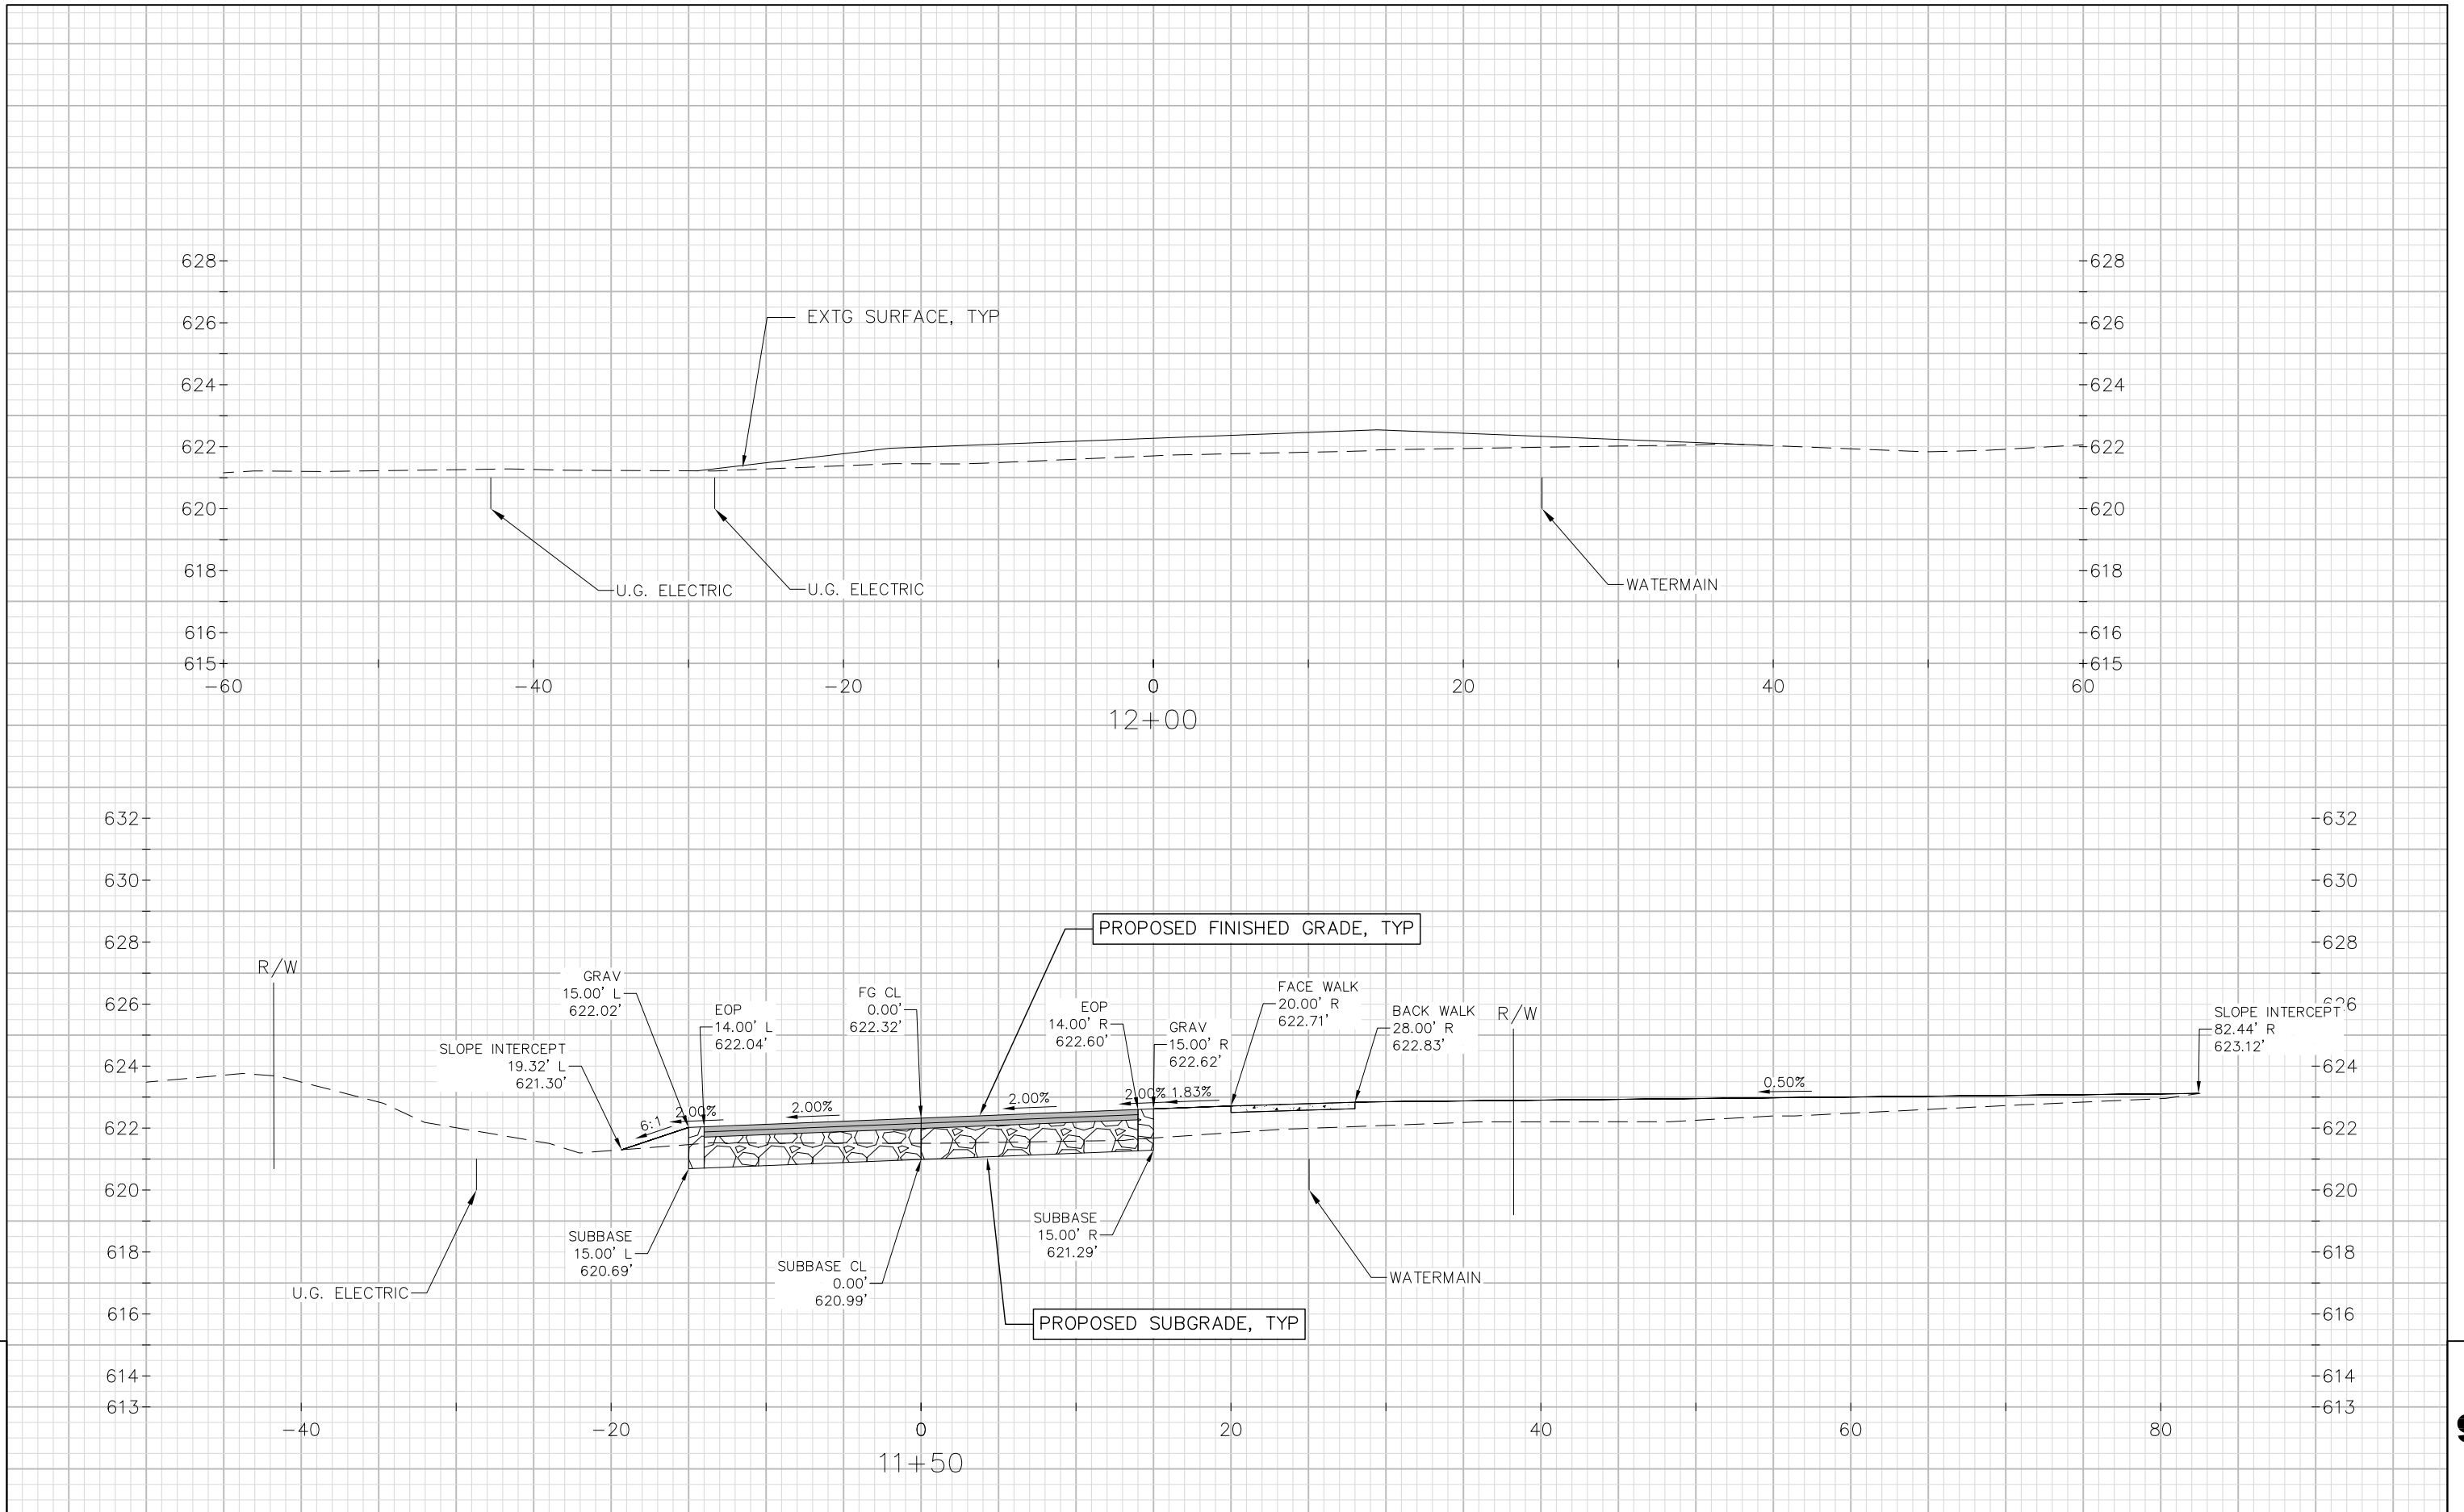 628
628
626
EXTG SURFACE, TYP
626
624
624
622
622
620
620
618
U.G. ELECTRIC
U.G. ELECTRIC
WATERMAIN
618
616
616
615
615
-60
-40
-20
0
20
40
60
12+00
632
632
630
630
628
PROPOSED FINISHED GRADE, TYP
628
R/W
GRAV
15.00' L
622.02'
EOP
14.00' L
622.04'
FG CL
0.00'
622.32'
EOP
14.00' R
622.60'
GRAV
15.00' R
622.62'
FACE WALK
20.00' R
622.71'
BACK WALK
28.00' R
622.83'
R/W
SLOPE INTERCEPT
82.44' R
623.12'
626
626
SLOPE INTERCEPT
19.32' L
621.30'
624
624
6:1
2.00%
2.00%
2.00%
2.00%
1.83%
0.50%
622
622
620
620
SUBBASE
15.00' L
620.69'
SUBBASE CL
0.00'
620.99'
SUBBASE
15.00' R
621.29'
618
618
U.G. ELECTRIC
WATERMAIN
616
PROPOSED SUBGRADE, TYP
616
614
614
613
613
-40
-20
0
20
40
60
80
11+50